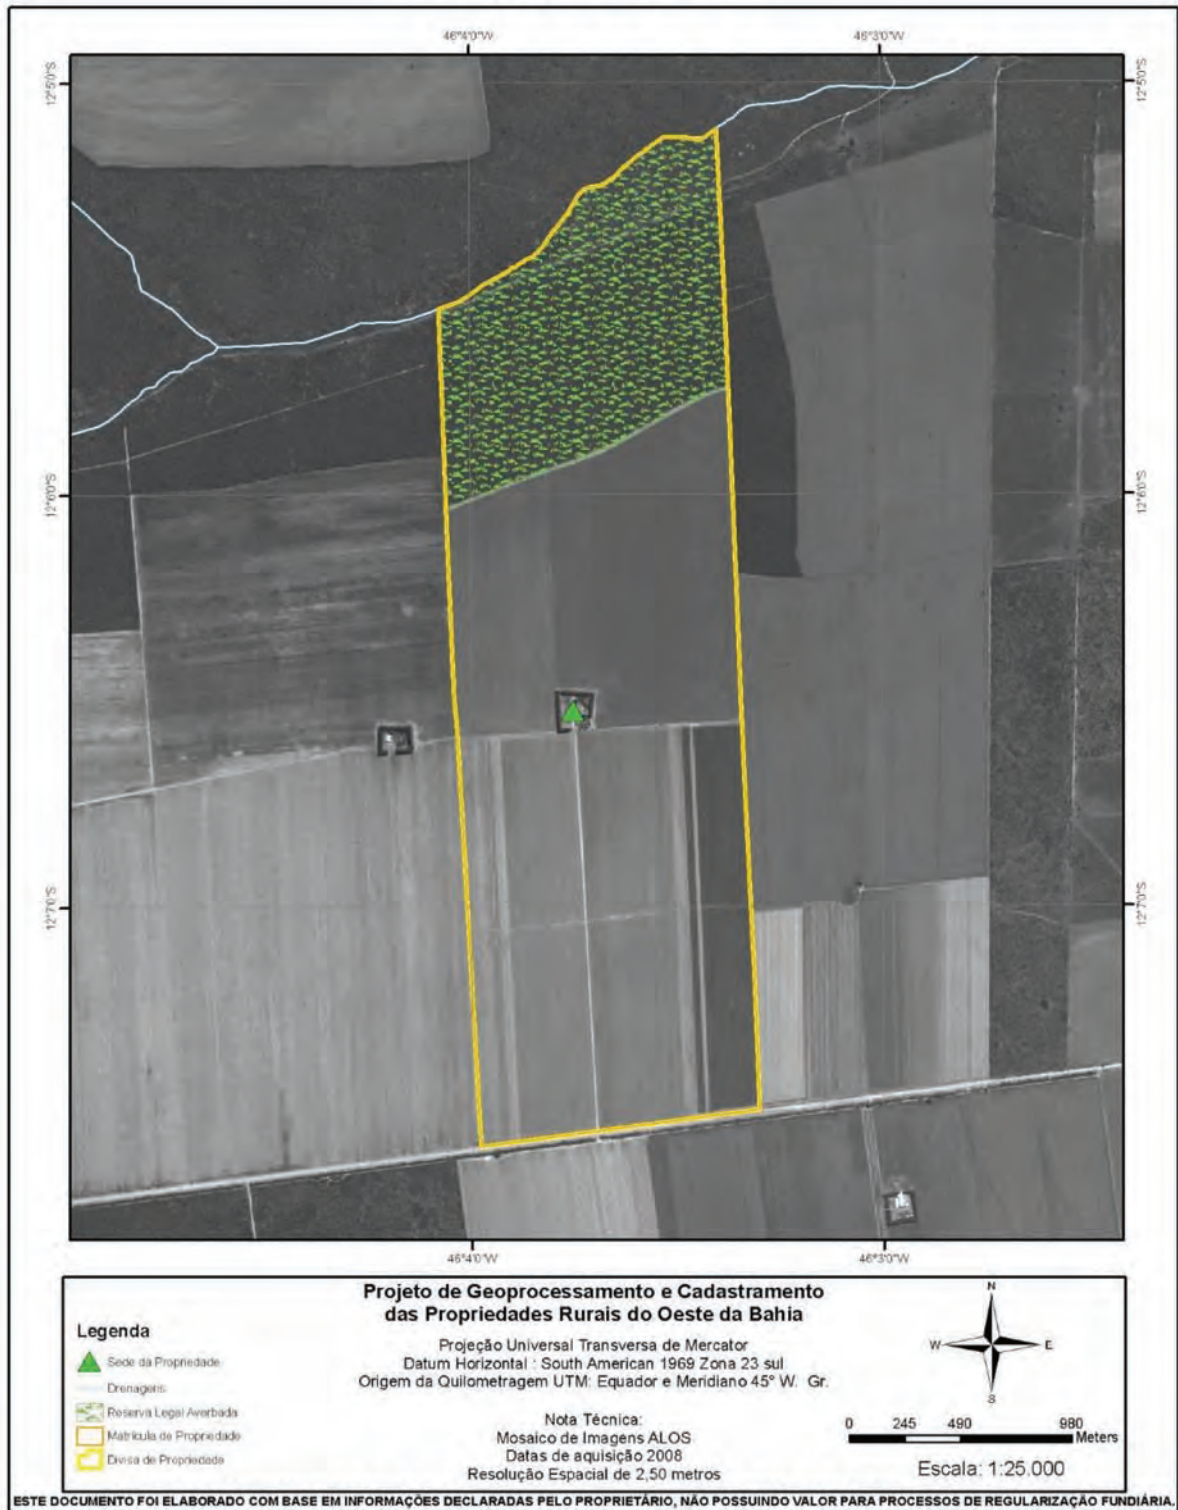 46°4'0"W 46°3'0"W
12°5'0"S 12°5'0"S
12°6'0"S 12°6'0"S
12°7'0"S 12°7'0"S
46°4'0"W 46°3'0"W
Projeto de Geoprocessamento e Cadastramento
das Propriedades Rurais do Oeste da Bahia
Projeção Universal Transversa de Mercator
Datum Horizontal : South American 1969 Zona 23 sul
Origem da Quilometragem UTM: Equador e Meridiano 45° W. Gr.
Nota Técnica:
Mosaico de Imagens ALOS
Datas de aquisição 2008
Resolução Espacial de 2,50 metros
Legenda
Sede da Propriedade
Drenagens
Reserva Legal Averbada
Matrícula de Propriedade
Divisa de Propriedade
N
W E
S
0 245 490 980
Meters
Escala: 1:25.000
ESTE DOCUMENTO FOI ELABORADO COM BASE EM INFORMAÇÕES DECLARADAS PELO PROPRIETÁRIO, NÃO POSSUINDO VALOR PARA PROCESSOS DE REGULARIZAÇÃO FUNDIÁRIA.